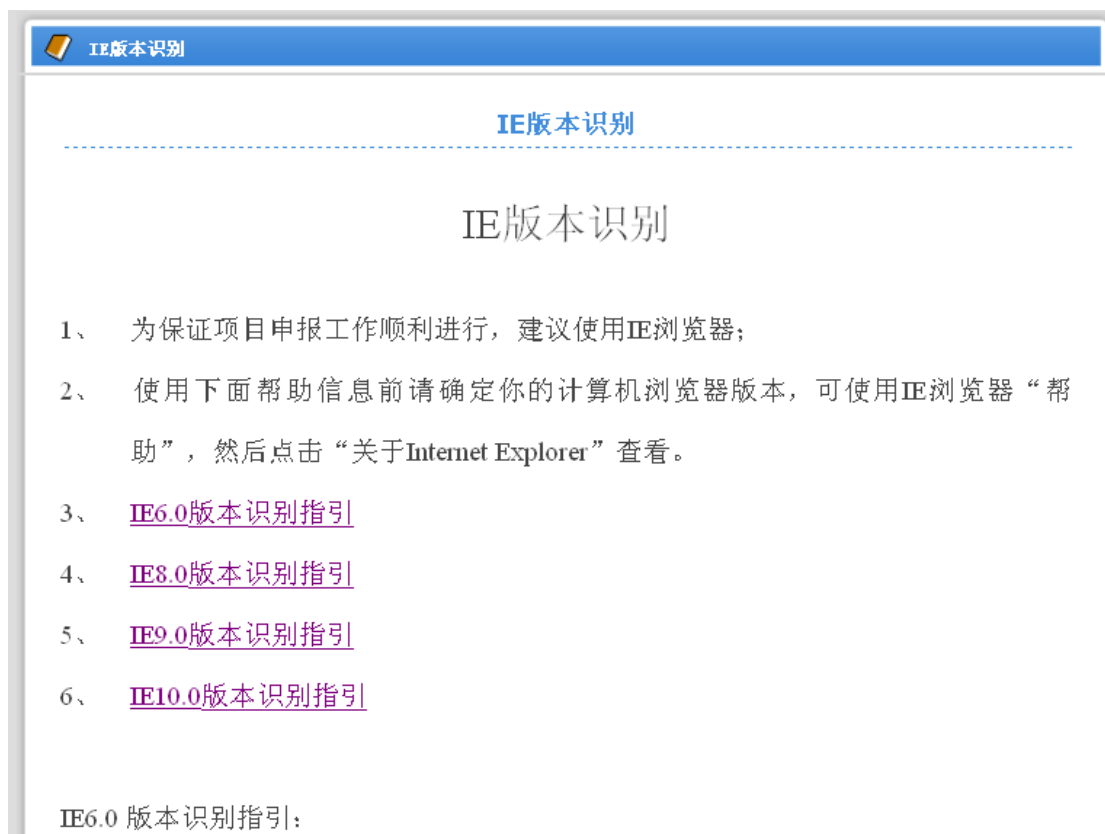 IE版本识别
IE版本识别
IE版本识别
1、 为保证项目申报工作顺利进行，建议使用IE浏览器；
2、 使用下面帮助信息前请确定你的计算机浏览器版本，可使用IE浏览器“帮
助”，然后点击“关于Internet Explorer”查看。
3、 IE6.0版本识别指引
4、 IE8.0版本识别指引
5、 IE9.0版本识别指引
6、 IE10.0版本识别指引
IE6.0 版本识别指引：